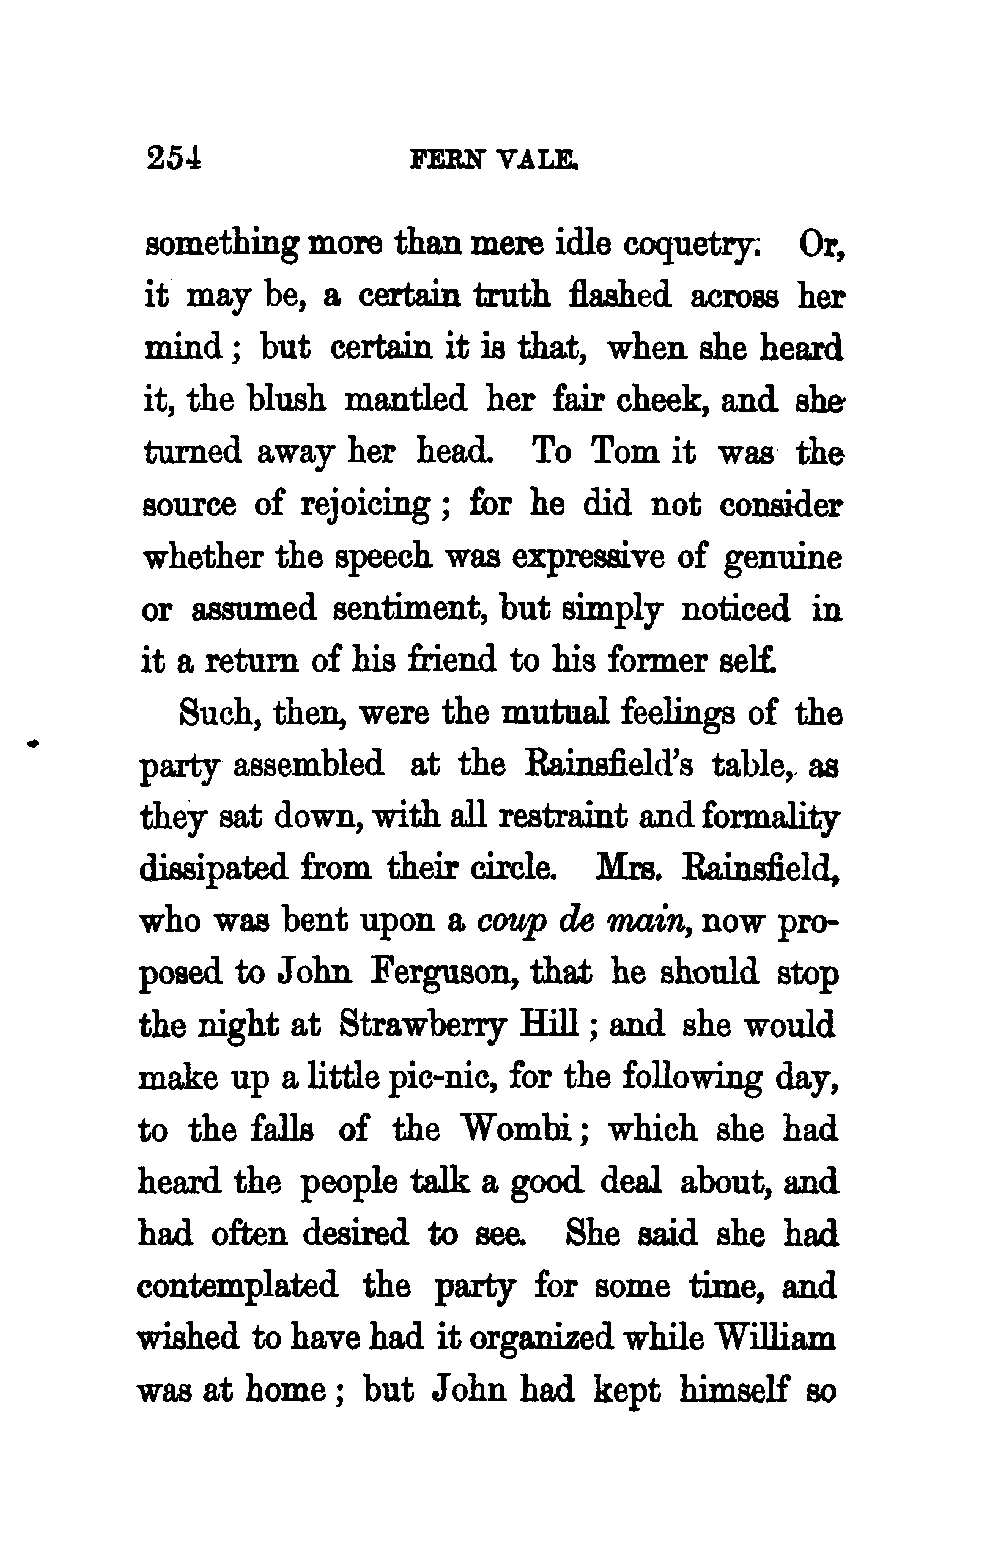 254 FERN VALE.
something more than mere idle coquetry. Or,
it may be, a certain truth flashed across her
mind ; but certain it is that, when she heard
it, the blush mantled her fair cheek, and she
turned away her head. To Tom it was the
source of rejoicing ; for he did not consider
whether the speech was expressive of genuine
or assumed sentiment, but simply noticed in
it a return of his friend to his former self.
Such, then, were the mutual feelings of the
party assembled at the Rainsfield's table, as
they sat down, with all restraint and formality
dissipated from their circle. Mrs. Rainsfield,
who was bent upon a coup de main, now pro-
posed to John Ferguson, that he should stop
the night at Strawberry Hill ; and she would
make up a little pic-nic, for the following day,
to the falls of the Wombi ; which she had
heard the people talk a good deal about, and
had often desired to see. She said she had
contemplated the party for some time, and
wished to have had it organized while William
was at home ; but John had kept himself so